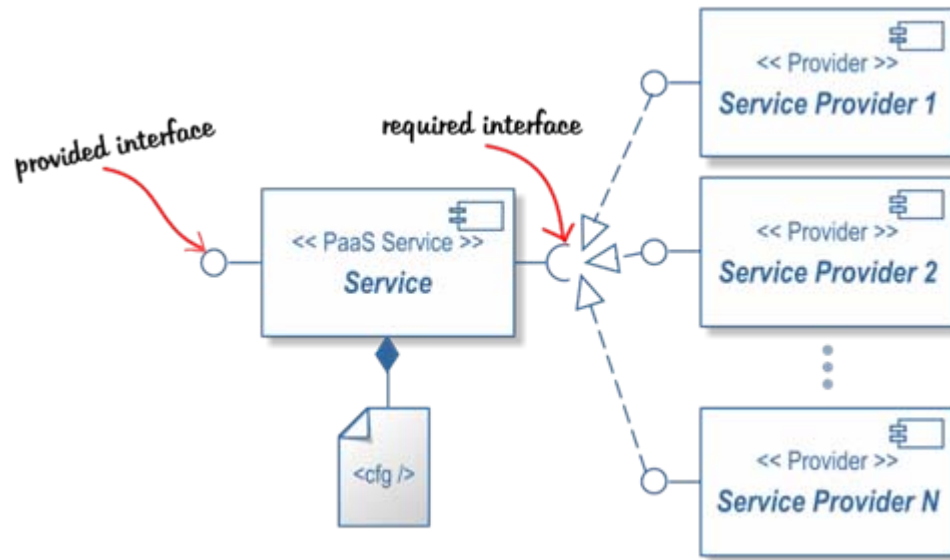 << Provider >>
Service Provider 1
required interface
provided interface
<< PaaS Service >>
Service
<< Provider >>
Service Provider 2
<cfg />
<< Provider >>
Service Provider N